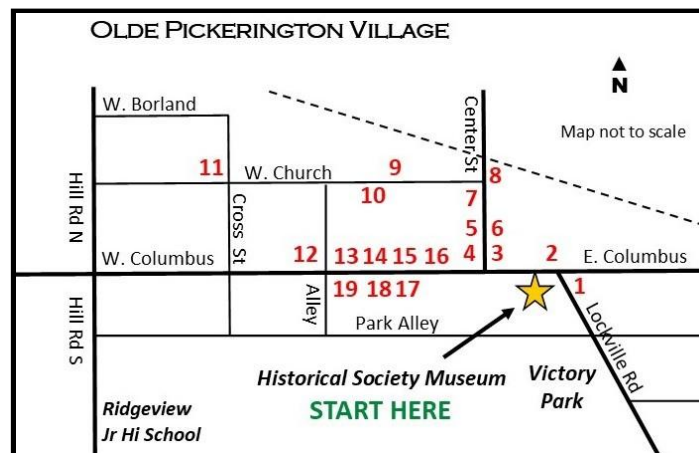 OLDE PICKERINGTON VILLAGE
N
Map not to scale
W. Borland
Center St
11
W. Church
9
8
10
7
Hill Rd N
Cross St
5
6
W. Columbus
12
13
14
15
16
4
3
2
E. Columbus
19
18
17
1
Alley
Park Alley
Lockville Rd
Hill Rd S
Historical Society Museum
START HERE
Victory
Park
Ridgeview
Jr Hi School